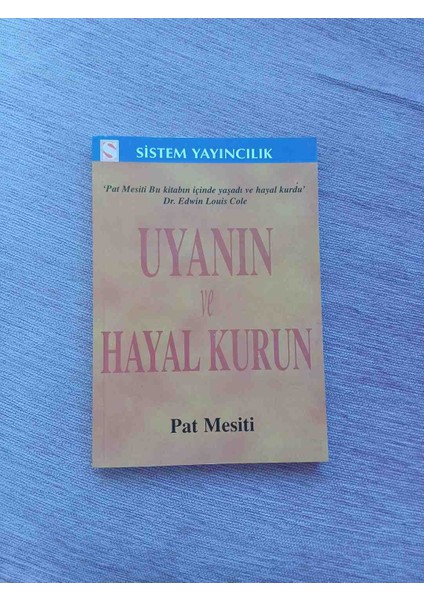 S
SİSTEM YAYINCILIK
'Pat Mesiti Bu kitabın içinde yaşadı ve hayal kurdu'
Dr. Edwin Louis Cole
UYANIN
ve
HAYAL KURUN
Pat Mesiti